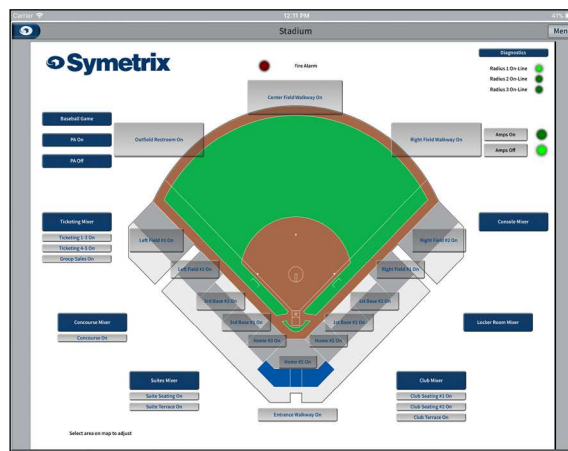 Carrier
12:11 PM
41%
Stadium
Men
Symetrix
Fire Alarm
Diagnostics
Radius 1 On-Line
Radius 2 On-Line
Radius 3 On-Line
Center Field Walkway On
Baseball Game
PA On
PA Off
Outfield Restroom On
Right Field Walkway On
Amps On
Amps Off
Ticketing Mixer
Ticketing 1-3 On
Ticketing 4-5 On
Group Sales On
Left Field #2 On
Right Field #2 On
Console Mixer
Left Field #1 On
Right Field #1 On
3rd Base #2 On
1st Base #2 On
3rd Base #1 On
1st Base #1 On
Concourse Mixer
Concourse On
Locker Room Mixer
Home #3 On
Home #1 On
Home #2 On
Suites Mixer
Suite Seating On
Suite Terrace On
Club Mixer
Club Seating #1 On
Club Seating #2 On
Club Terrace On
Entrance Walkway On
Select area on map to adjust